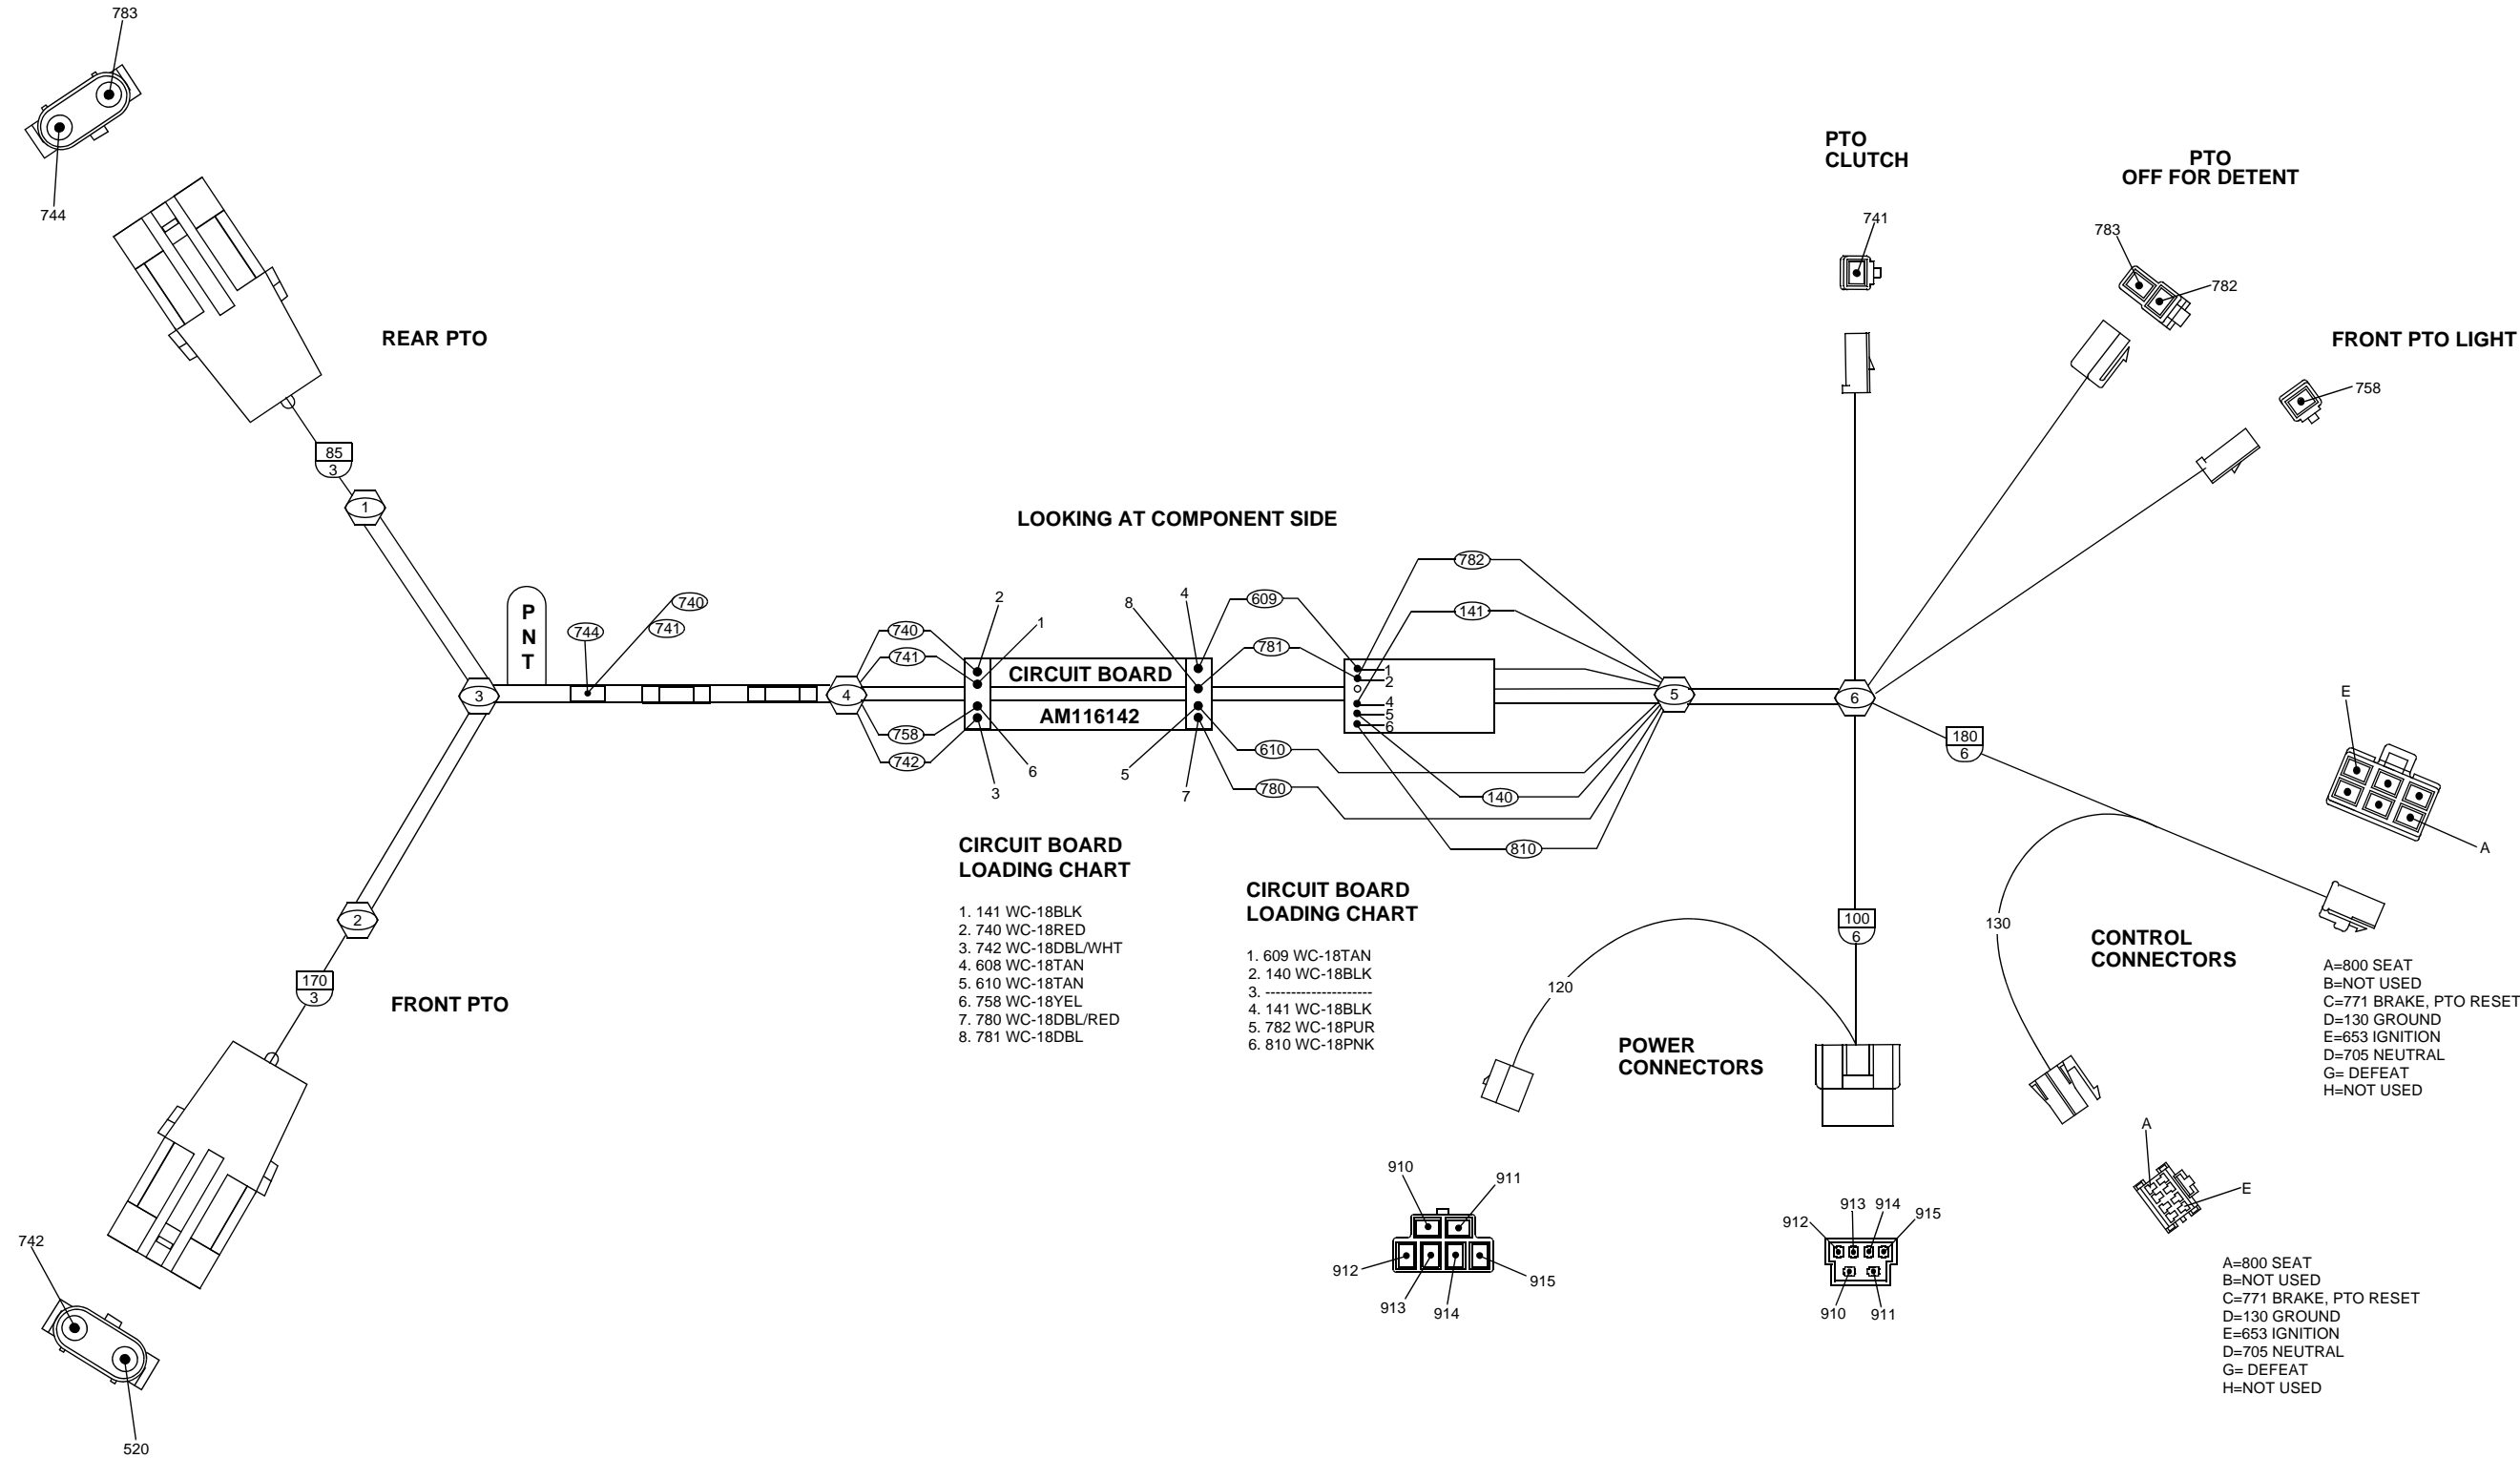 783
744
REAR PTO
85
3
1
PTO
CLUTCH
741
PTO
OFF FOR DETENT
783
782
FRONT PTO LIGHT
758
LOOKING AT COMPONENT SIDE
P
N
T
744
740
741
3
4
740
741
758
742
2
1
6
3
CIRCUIT BOARD
AM116142
8
4
5
7
609
781
610
780
1
2
4
5
6
782
141
140
810
5
6
180
6
E
A
2
170
3
FRONT PTO
742
520
CIRCUIT BOARD
LOADING CHART
1. 141 WC-18BLK
2. 740 WC-18RED
3. 742 WC-18DBL/WHT
4. 608 WC-18TAN
5. 610 WC-18TAN
6. 758 WC-18YEL
7. 780 WC-18DBL/RED
8. 781 WC-18DBL
CIRCUIT BOARD
LOADING CHART
1. 609 WC-18TAN
2. 140 WC-18BLK
3. ---------------------
4. 141 WC-18BLK
5. 782 WC-18PUR
6. 810 WC-18PNK
120
100
6
POWER
CONNECTORS
130
CONTROL
CONNECTORS
A=800 SEAT
B=NOT USED
C=771 BRAKE, PTO RESET
D=130 GROUND
E=653 IGNITION
D=705 NEUTRAL
G= DEFEAT
H=NOT USED
910
911
912
913
914
915
912
913
914
915
910
911
A
E
A=800 SEAT
B=NOT USED
C=771 BRAKE, PTO RESET
D=130 GROUND
E=653 IGNITION
D=705 NEUTRAL
G= DEFEAT
H=NOT USED